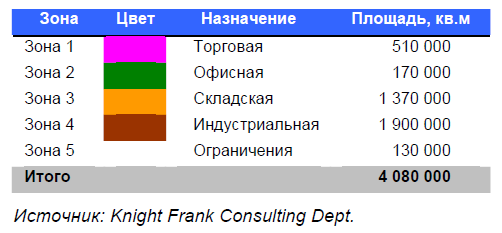 Зона Цвет Назначение Площадь, кв.м
Зона 1 Торговая 510 000
Зона 2 Офисная 170 000
Зона 3 Складская 1 370 000
Зона 4 Индустриальная 1 900 000
Зона 5 Ограничения 130 000
Итого 4 080 000
Источник: Knight Frank Consulting Dept.